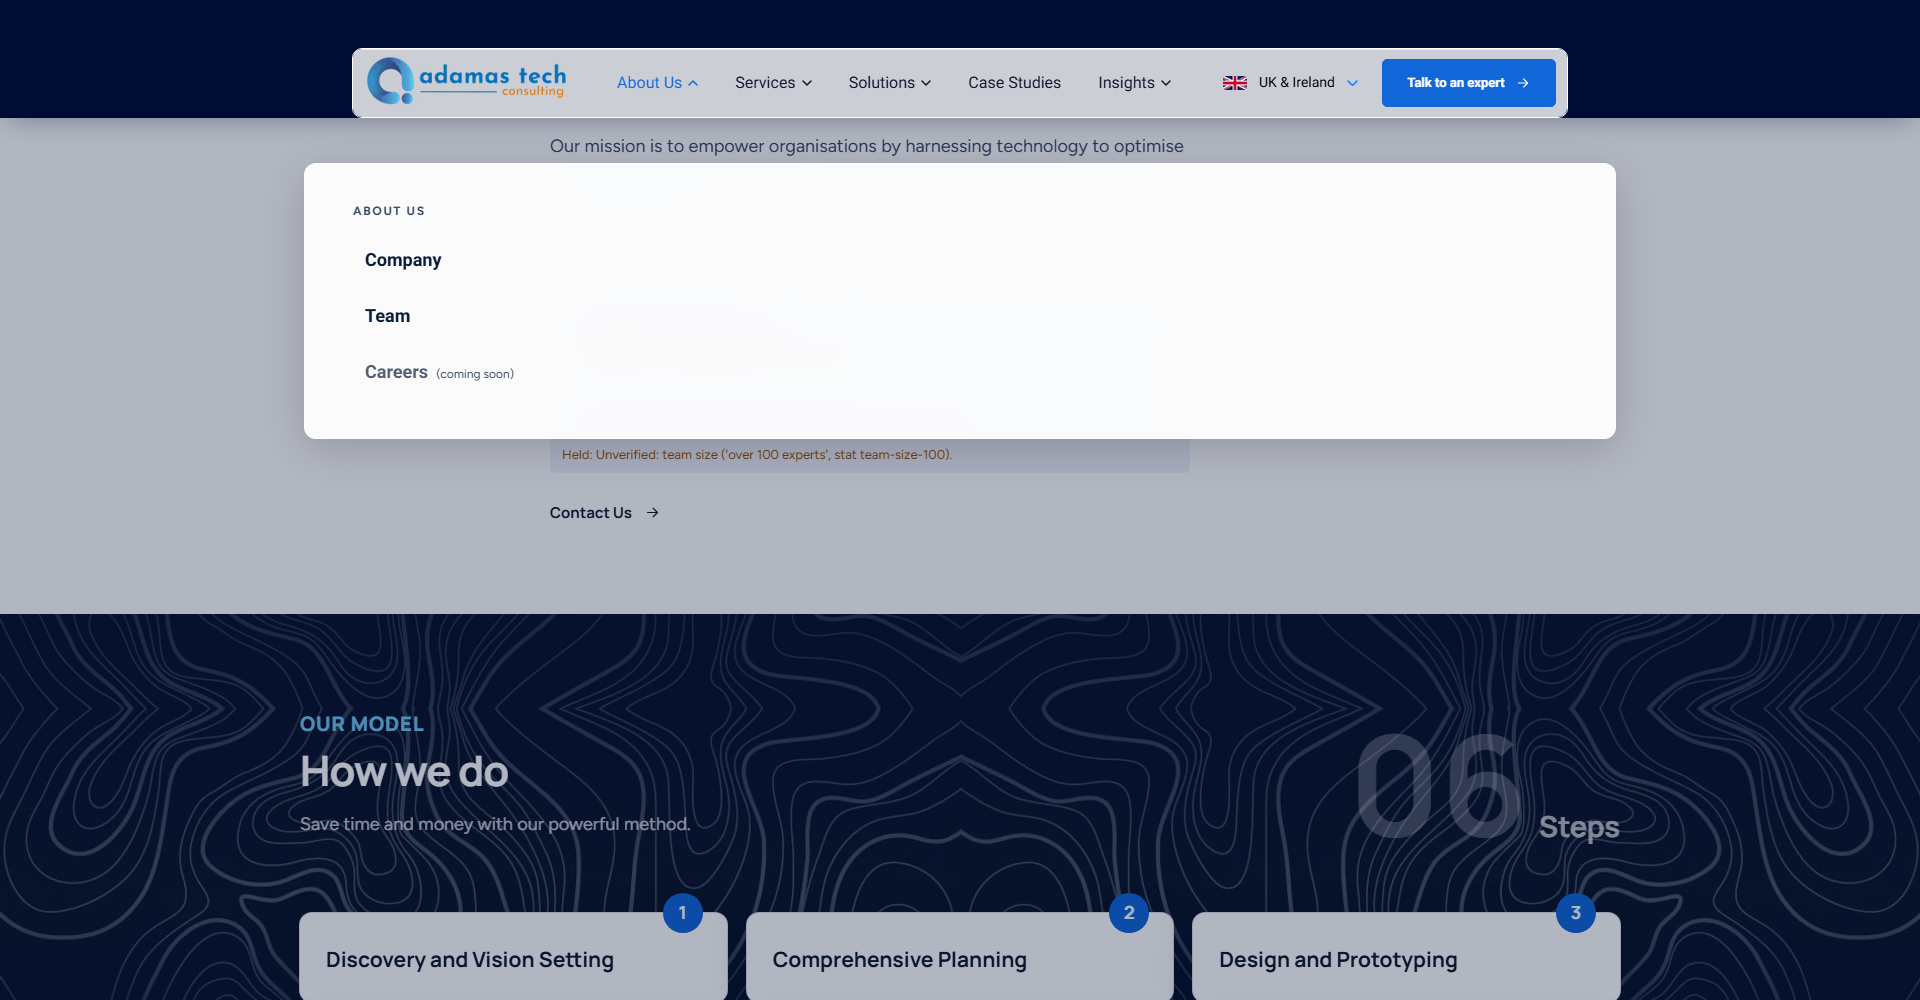 adamas tech
consulting
About Us
Services
Solutions
Case Studies
Insights
UK & Ireland
Talk to an expert
Our mission is to empower organisations by harnessing technology to optimise
ABOUT US
Company
Team
Careers (coming soon)
Held: Unverified: team size ('over 100 experts', stat team-size-100).
Contact Us
OUR MODEL
How we do
Save time and money with our powerful method.
06 Steps
1
Discovery and Vision Setting
2
Comprehensive Planning
3
Design and Prototyping